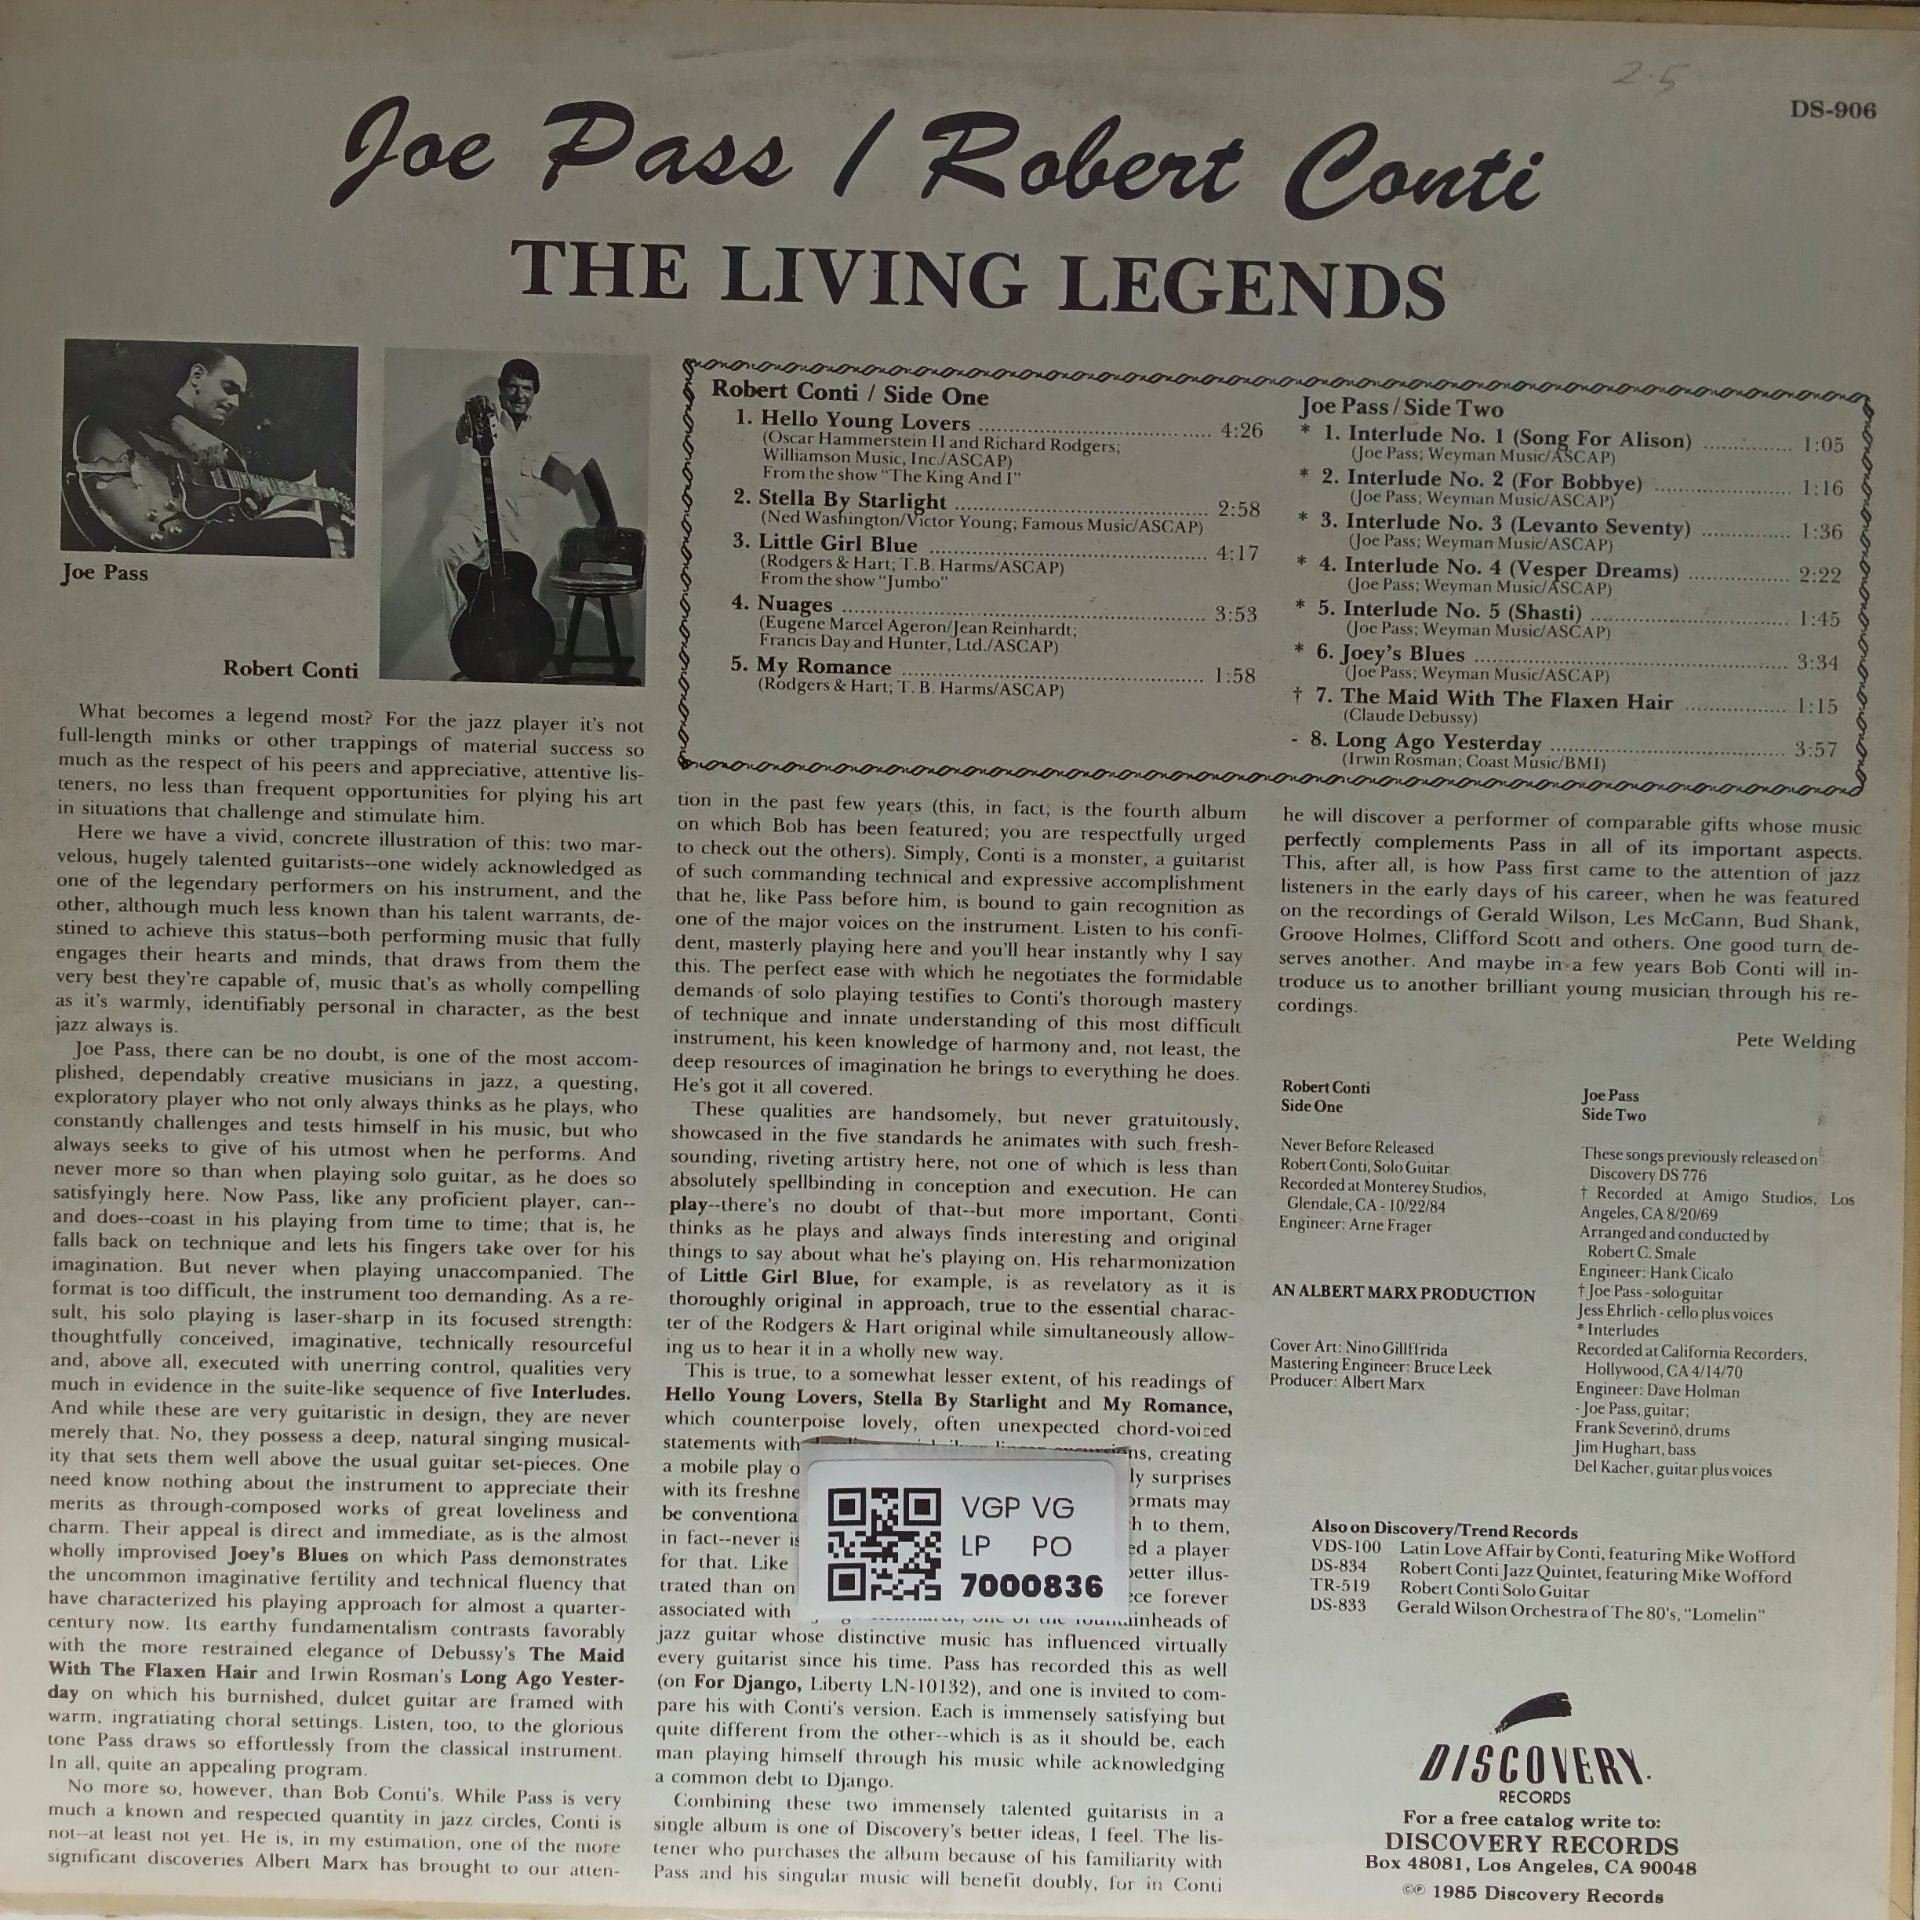 2.5
DS-906
Joe Pass / Robert Conti
THE LIVING LEGENDS
Joe Pass
Robert Conti
Robert Conti / Side One
1. Hello Young Lovers ........ 4:26
(Oscar Hammerstein II and Richard Rodgers;
Williamson Music, Inc./ASCAP)
From the show "The King And I"
2. Stella By Starlight ........ 2:58
(Ned Washington/Victor Young; Famous Music/ASCAP)
3. Little Girl Blue ........ 4;17
(Rodgers & Hart; T.B. Harms/ASCAP)
From the show "Jumbo"
4. Nuages ........ 3:53
(Eugene Marcel Ageron/Jean Reinhardt;
Francis Day and Hunter, Ltd./ASCAP)
5. My Romance ........ 1:58
(Rodgers & Hart; T. B. Harms/ASCAP)
Joe Pass / Side Two
* 1. Interlude No. 1 (Song For Alison) ........ 1:05
(Joe Pass; Weyman Music/ASCAP)
* 2. Interlude No. 2 (For Bobbye) ........ 1:16
(Joe Pass; Weyman Music/ASCAP)
* 3. Interlude No. 3 (Levanto Seventy) ........ 1:36
(Joe Pass; Weyman Music/ASCAP)
* 4. Interlude No. 4 (Vesper Dreams) ........ 2:22
(Joe Pass; Weyman Music/ASCAP)
* 5. Interlude No. 5 (Shasti) ........ 1:45
(Joe Pass; Weyman Music/ASCAP)
* 6. Joey's Blues ........ 3:34
(Joe Pass; Weyman Music/ASCAP)
† 7. The Maid With The Flaxen Hair ........ 1:15
(Claude Debussy)
- 8. Long Ago Yesterday ........ 3:57
(Irwin Rosman; Coast Music/BMI)
What becomes a legend most? For the jazz player it's not
full-length minks or other trappings of material success so
much as the respect of his peers and appreciative, attentive lis-
teners, no less than frequent opportunities for plying his art
in situations that challenge and stimulate him.
Here we have a vivid, concrete illustration of this: two mar-
velous, hugely talented guitarists--one widely acknowledged as
one of the legendary performers on his instrument, and the
other, although much less known than his talent warrants, de-
stined to achieve this status--both performing music that fully
engages their hearts and minds, that draws from them the
very best they're capable of, music that's as wholly compelling
as it's warmly, identifiably personal in character, as the best
jazz always is.
Joe Pass, there can be no doubt, is one of the most accom-
plished, dependably creative musicians in jazz, a questing,
exploratory player who not only always thinks as he plays, who
constantly challenges and tests himself in his music, but who
always seeks to give of his utmost when he performs. And
never more so than when playing solo guitar, as he does so
satisfyingly here. Now Pass, like any proficient player, can--
and does--coast in his playing from time to time; that is, he
falls back on technique and lets his fingers take over for his
imagination. But never when playing unaccompanied. The
format is too difficult, the instrument too demanding. As a re-
sult, his solo playing is laser-sharp in its focused strength:
thoughtfully conceived, imaginative, technically resourceful
and, above all, executed with unerring control, qualities very
much in evidence in the suite-like sequence of five Interludes.
And while these are very guitaristic in design, they are never
merely that. No, they possess a deep, natural singing musical-
ity that sets them well above the usual guitar set-pieces. One
need know nothing about the instrument to appreciate their
merits as through-composed works of great loveliness and
charm. Their appeal is direct and immediate, as is the almost
wholly improvised Joey's Blues on which Pass demonstrates
the uncommon imaginative fertility and technical fluency that
have characterized his playing approach for almost a quarter-
century now. Its earthy fundamentalism contrasts favorably
with the more restrained elegance of Debussy's The Maid
With The Flaxen Hair and Irwin Rosman's Long Ago Yester-
day on which his burnished, dulcet guitar are framed with
warm, ingratiating choral settings. Listen, too, to the glorious
tone Pass draws so effortlessly from the classical instrument.
In all, quite an appealing program.
No more so, however, than Bob Conti's. While Pass is very
much a known and respected quantity in jazz circles, Conti is
not--at least not yet. He is, in my estimation, one of the more
significant discoveries Albert Marx has brought to our atten-
tion in the past few years (this, in fact, is the fourth album
on which Bob has been featured; you are respectfully urged
to check out the others). Simply, Conti is a monster, a guitarist
of such commanding technical and expressive accomplishment
that he, like Pass before him, is bound to gain recognition as
one of the major voices on the instrument. Listen to his confi-
dent, masterly playing here and you'll hear instantly why I say
this. The perfect ease with which he negotiates the formidable
demands of solo playing testifies to Conti's thorough mastery
of technique and innate understanding of this most difficult
instrument, his keen knowledge of harmony and, not least, the
deep resources of imagination he brings to everything he does.
He's got it all covered.
These qualities are handsomely, but never gratuitously,
showcased in the five standards he animates with such fresh-
sounding, riveting artistry here, not one of which is less than
absolutely spellbinding in conception and execution. He can
play--there's no doubt of that--but more important, Conti
thinks as he plays and always finds interesting and original
things to say about what he's playing on. His reharmonization
of Little Girl Blue, for example, is as revelatory as it is
thoroughly original in approach, true to the essential charac-
ter of the Rodgers & Hart original while simultaneously allow-
ing us to hear it in a wholly new way.
This is true, to a somewhat lesser extent, of his readings of
Hello Young Lovers, Stella By Starlight and My Romance,
which counterpoise lovely, often unexpected chord-voiced
statements with creating
a mobile play surprises
with its freshne ormats may
be conventiona to them,
in fact--never is ed a player
for that. Like etter illus-
trated than on forever
associated with inheads of
jazz guitar whose distinctive music has influenced virtually
every guitarist since his time. Pass has recorded this as well
(on For Django, Liberty LN-10132), and one is invited to com-
pare his with Conti's version. Each is immensely satisfying but
quite different from the other--which is as it should be, each
man playing himself through his music while acknowledging
a common debt to Django.
Combining these two immensely talented guitarists in a
single album is one of Discovery's better ideas, I feel. The lis-
tener who purchases the album because of his familiarity with
Pass and his singular music will benefit doubly, for in Conti
VGP VG
LP PO
7000836
he will discover a performer of comparable gifts whose music
perfectly complements Pass in all of its important aspects.
This, after all, is how Pass first came to the attention of jazz
listeners in the early days of his career, when he was featured
on the recordings of Gerald Wilson, Les McCann, Bud Shank,
Groove Holmes, Clifford Scott and others. One good turn de-
serves another. And maybe in a few years Bob Conti will in-
troduce us to another brilliant young musician through his re-
cordings.
Pete Welding
Robert Conti
Side One
Never Before Released
Robert Conti, Solo Guitar
Recorded at Monterey Studios,
Glendale, CA - 10/22/84
Engineer: Arne Frager
AN ALBERT MARX PRODUCTION
Cover Art: Nino Gillffrida
Mastering Engineer: Bruce Leek
Producer: Albert Marx
Joe Pass
Side Two
These songs previously released on
Discovery DS 776
† Recorded at Amigo Studios, Los
Angeles, CA 8/20/69
Arranged and conducted by
Robert C. Smale
Engineer: Hank Cicalo
† Joe Pass - solo guitar
Jess Ehrlich - cello plus voices
* Interludes
Recorded at California Recorders,
Hollywood, CA 4/14/70
Engineer: Dave Holman
- Joe Pass, guitar;
Frank Severino, drums
Jim Hughart, bass
Del Kacher, guitar plus voices
Also on Discovery/Trend Records
VDS-100 Latin Love Affair by Conti, featuring Mike Wofford
DS-834 Robert Conti Jazz Quintet, featuring Mike Wofford
TR-519 Robert Conti Solo Guitar
DS-833 Gerald Wilson Orchestra of The 80's, "Lomelin"
DISCOVERY.
RECORDS
For a free catalog write to:
DISCOVERY RECORDS
Box 48081, Los Angeles, CA 90048
©℗ 1985 Discovery Records